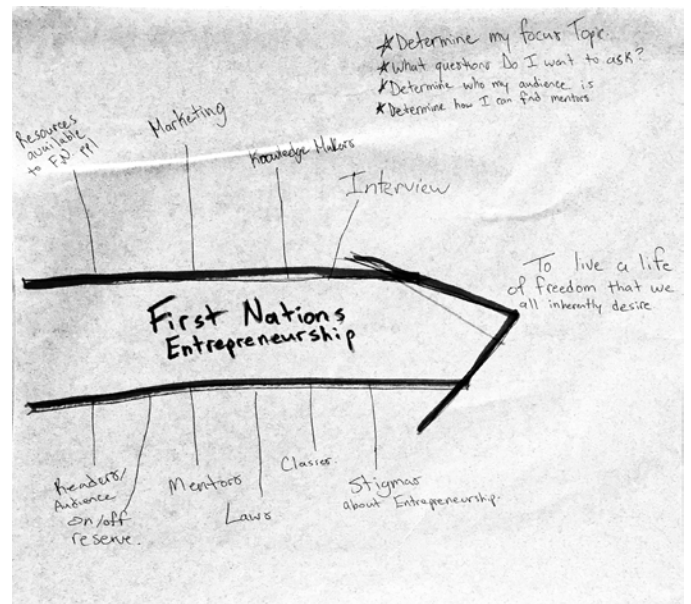 *Determine my focus Topic.
*What questions Do I want to ask?
*Determine who my audience is
*Determine how I can find mentors
Resources
available
to F.N. ppl
Marketing
Knowledge Makers
Interview
To live a life
of freedom that we
all inherently desire
First Nations
Entrepreneurship
Readers/
Audience
on/off
reserve.
Mentors
Laws
Classes.
Stigmas
about Entrepreneurship.